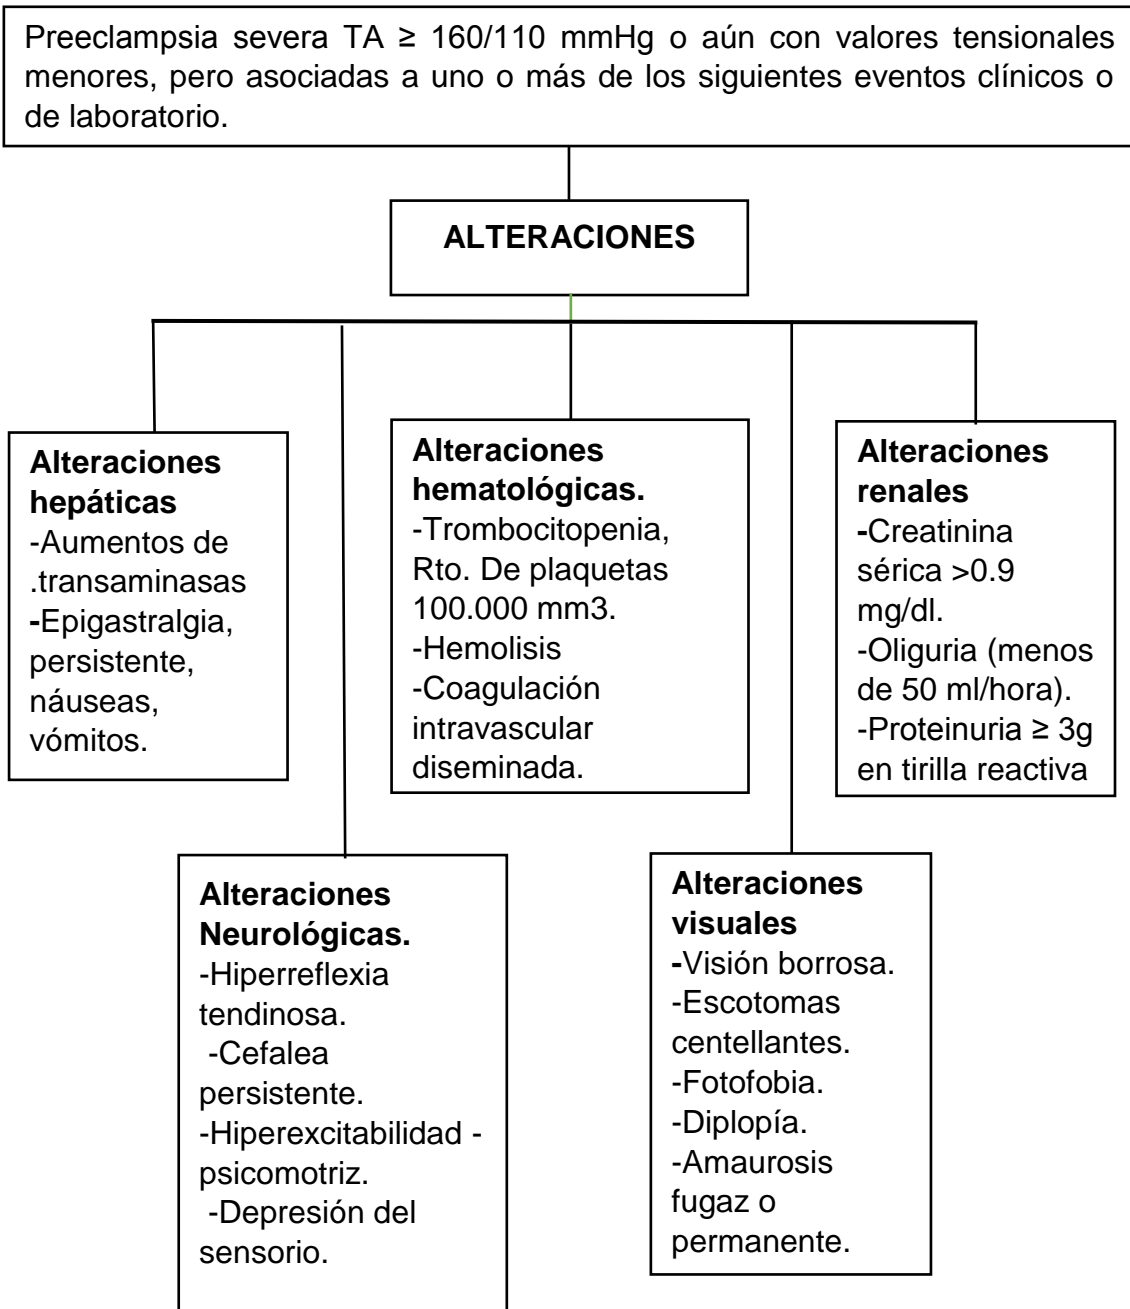 Preeclampsia severa TA ≥ 160/110 mmHg o aún con valores tensionales
menores, pero asociadas a uno o más de los siguientes eventos clínicos o
de laboratorio.
ALTERACIONES
Alteraciones
hepáticas
-Aumentos de
.transaminasas
-Epigastralgia,
persistente,
náuseas,
vómitos.
Alteraciones
hematológicas.
-Trombocitopenia,
Rto. De plaquetas
100.000 mm3.
-Hemolisis
-Coagulación
intravascular
diseminada.
Alteraciones
renales
-Creatinina
sérica >0.9
mg/dl.
-Oliguria (menos
de 50 ml/hora).
-Proteinuria ≥ 3g
en tirilla reactiva
Alteraciones
Neurológicas.
-Hiperreflexia
tendinosa.
-Cefalea
persistente.
-Hiperexcitabilidad -
psicomotriz.
-Depresión del
sensorio.
Alteraciones
visuales
-Visión borrosa.
-Escotomas
centellantes.
-Fotofobia.
-Diplopía.
-Amaurosis
fugaz o
permanente.